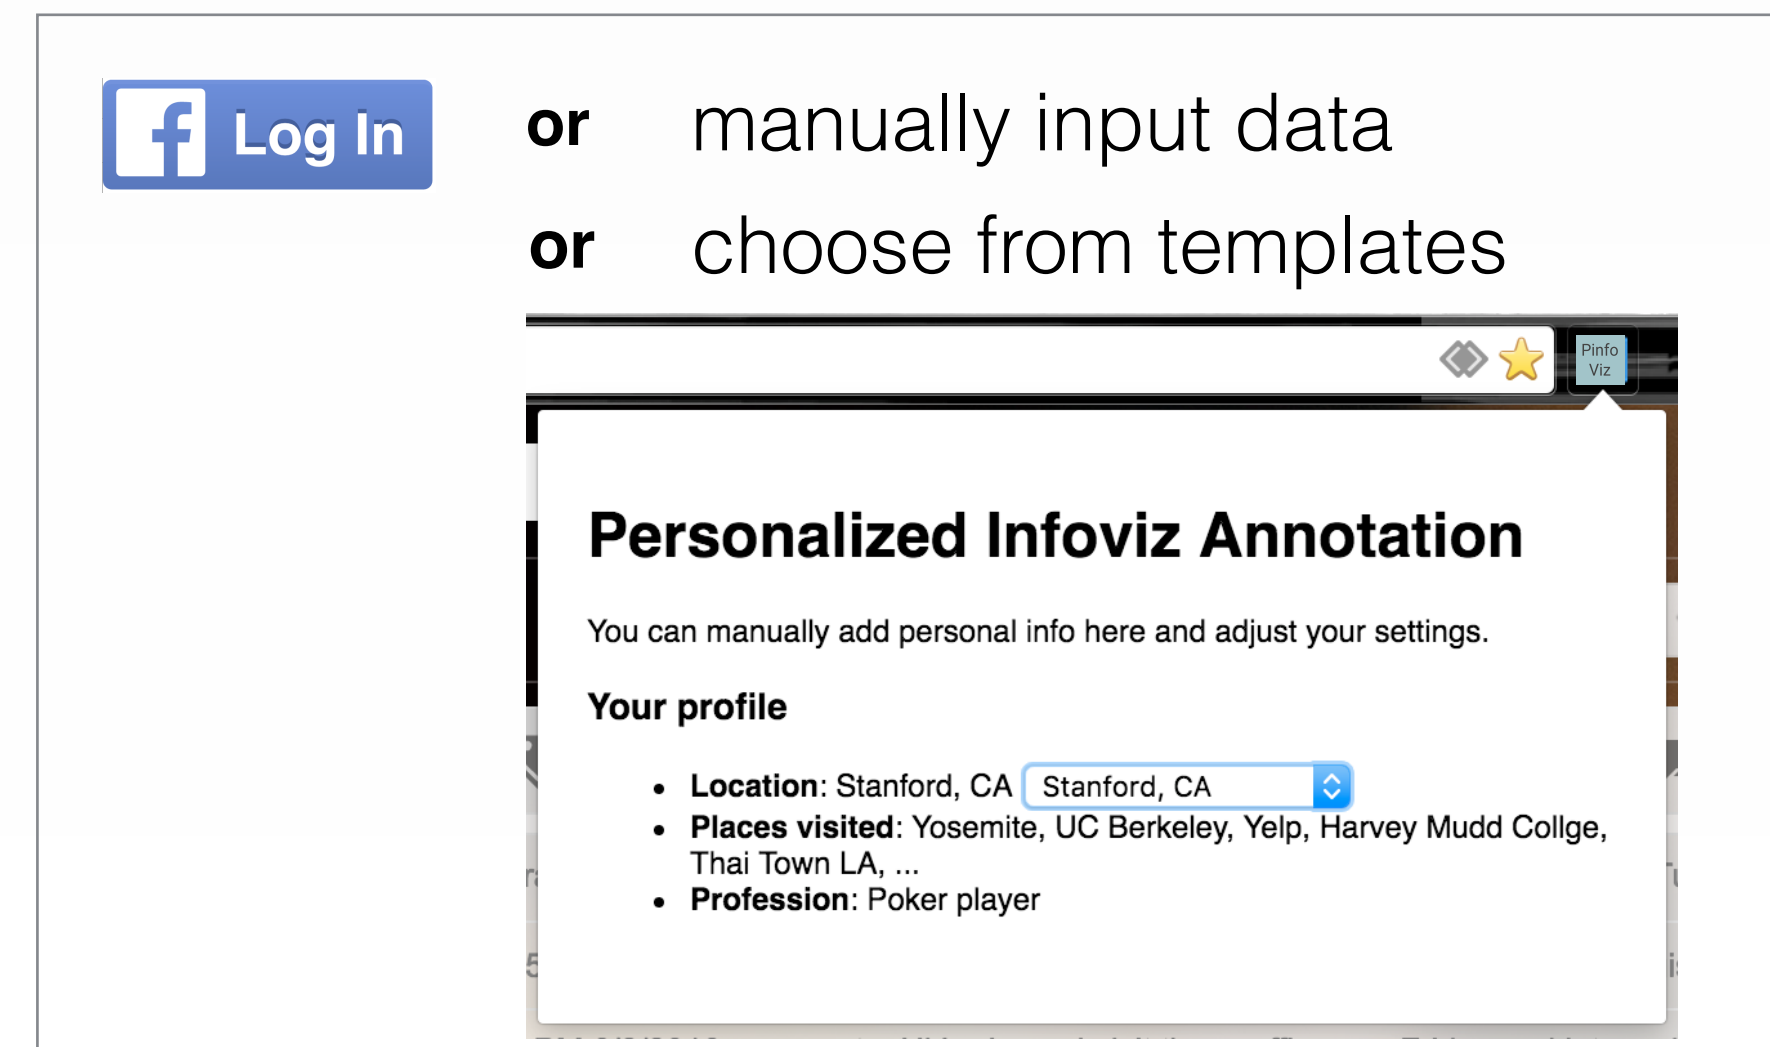 f Log In or manually input data
or choose from templates
Pinfo
Viz
Personalized Infoviz Annotation
You can manually add personal info here and adjust your settings.
Your profile
• Location: Stanford, CA Stanford, CA
• Places visited: Yosemite, UC Berkeley, Yelp, Harvey Mudd Collge,
Thai Town LA, ...
• Profession: Poker player